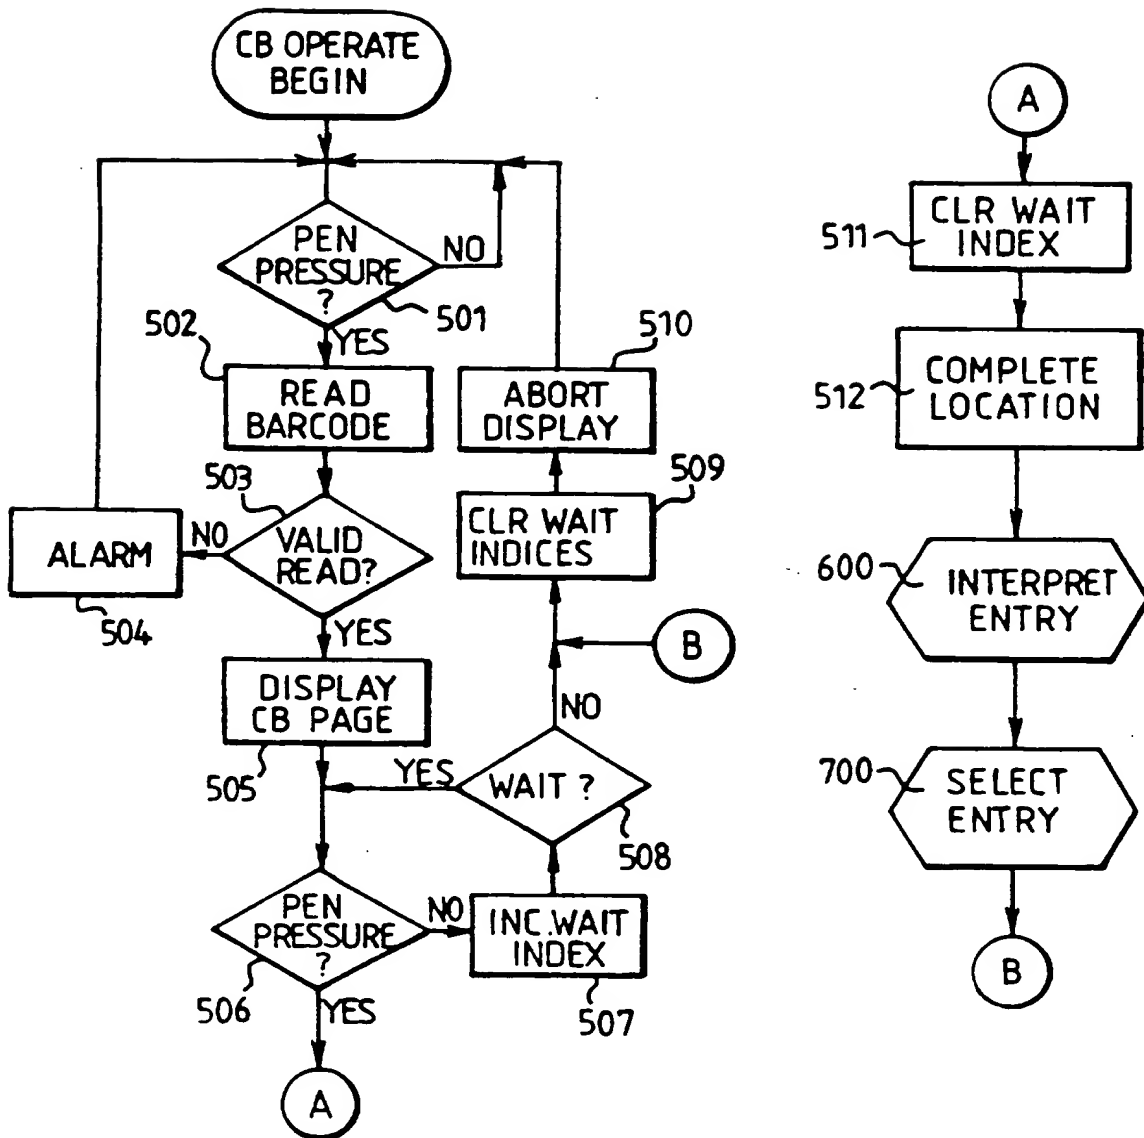 CB OPERATE
BEGIN
PEN
PRESSURE
?
NO
501
YES
502
READ
BARCODE
503
VALID
READ?
NO
ALARM
504
YES
DISPLAY
CB PAGE
505
PEN
PRESSURE
?
506
NO
YES
A
INC.WAIT
INDEX
507
WAIT ?
508
YES
NO
B
CLR WAIT
INDICES
509
ABORT
DISPLAY
510
A
CLR WAIT
INDEX
511
COMPLETE
LOCATION
512
INTERPRET
ENTRY
600
SELECT
ENTRY
700
B